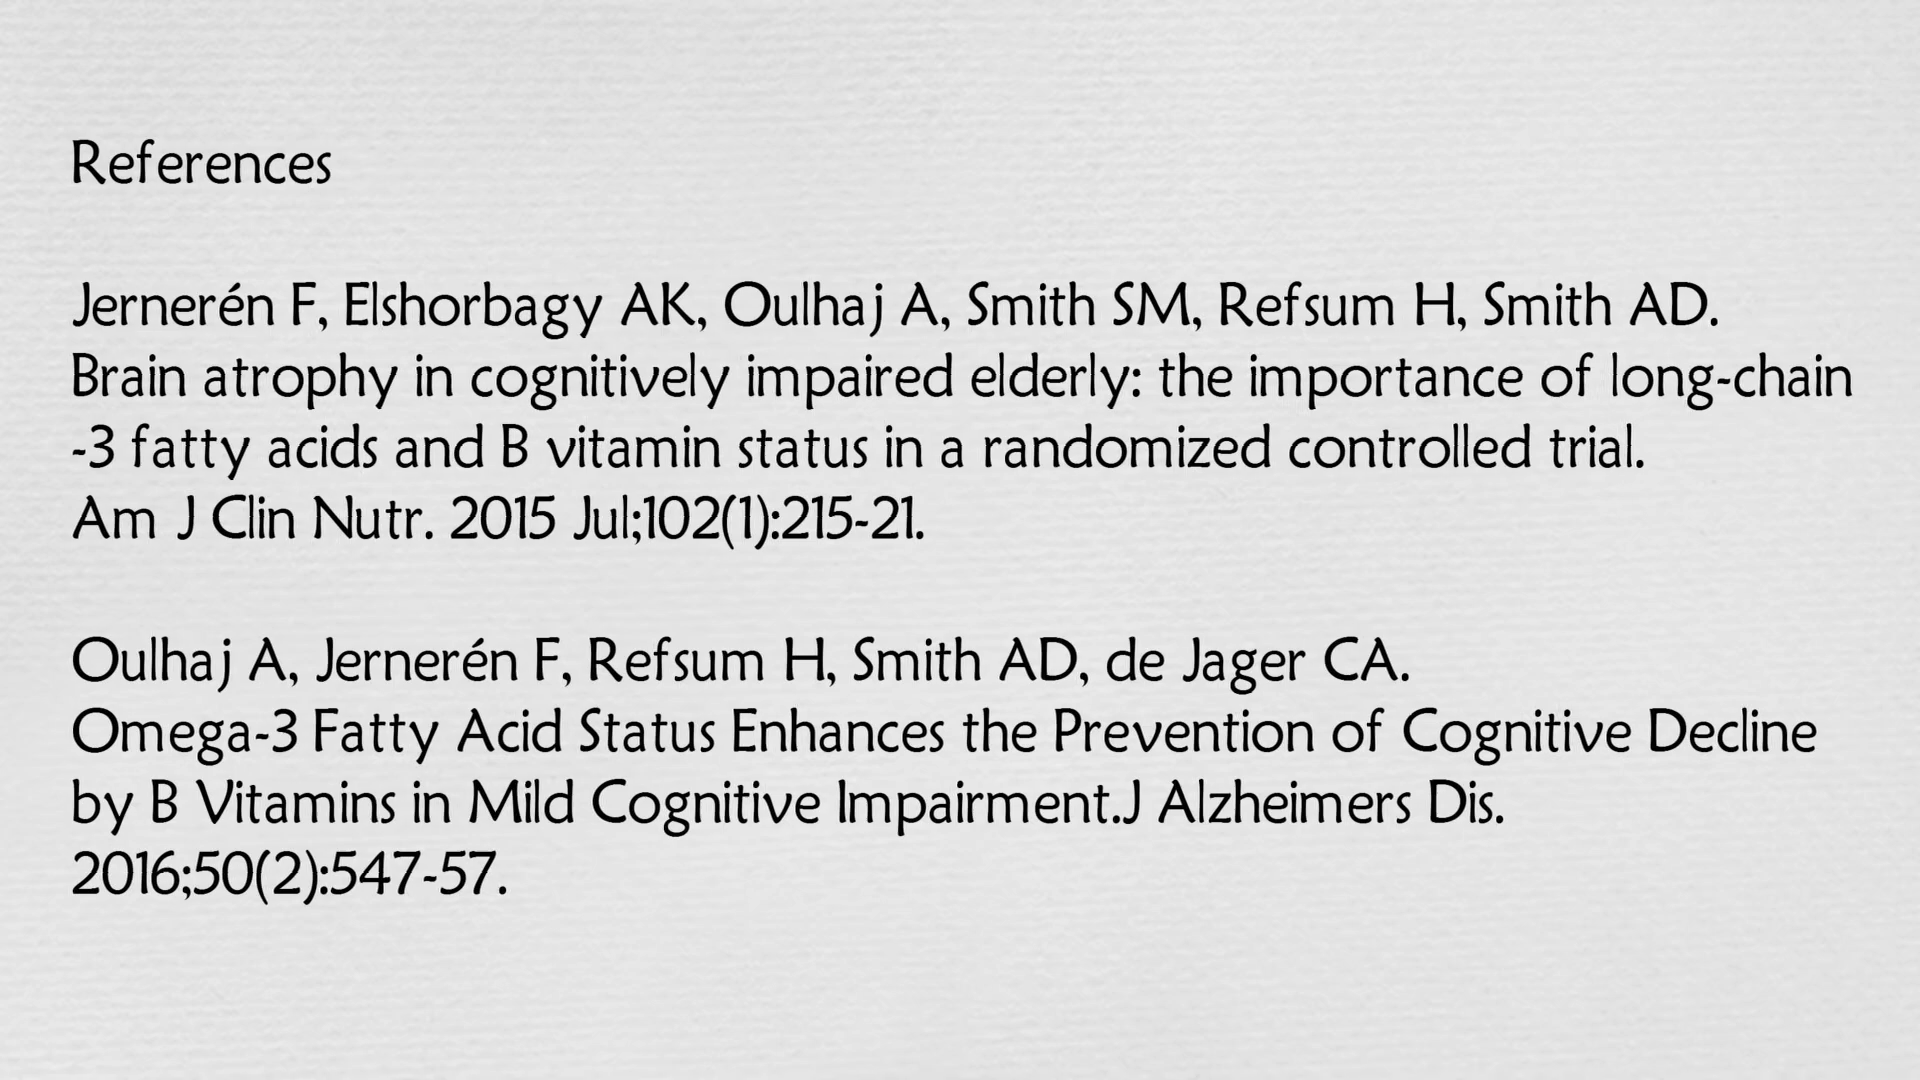 References
Jernerén F, Elshorbagy AK, Oulhaj A, Smith SM, Refsum H, Smith AD.
Brain atrophy in cognitively impaired elderly: the importance of long-chain
-3 fatty acids and B vitamin status in a randomized controlled trial.
Am J Clin Nutr. 2015 Jul;102(1):215-21.
Oulhaj A, Jernerén F, Refsum H, Smith AD, de Jager CA.
Omega-3 Fatty Acid Status Enhances the Prevention of Cognitive Decline
by B Vitamins in Mild Cognitive Impairment.J Alzheimers Dis.
2016;50(2):547-57.